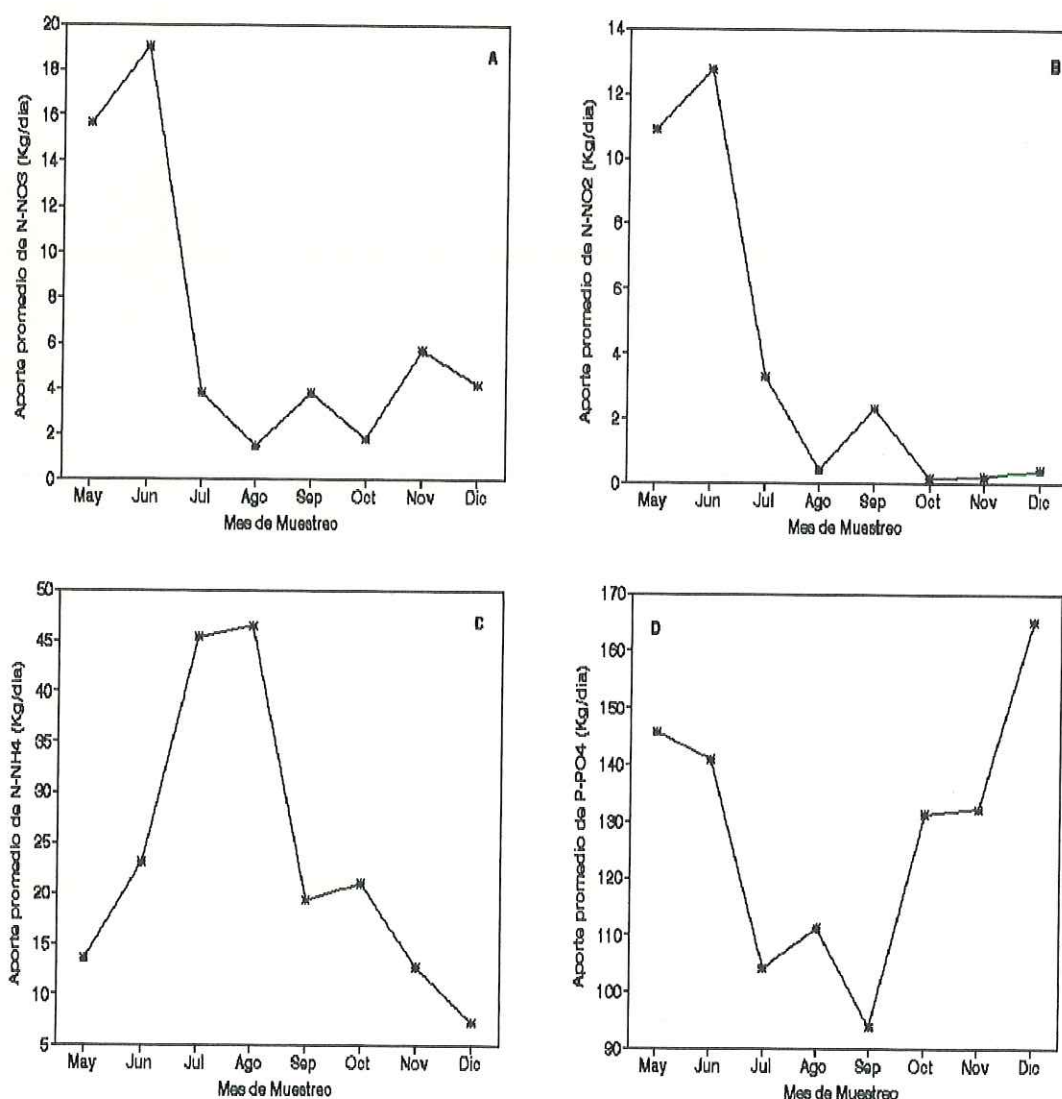 A
Aporte promedio de N-NO3 (Kg/dia)
20
18
16
14
12
10
8
6
4
2
0
May Jun Jul Ago Sep Oct Nov Dic
Mes de Muestreo
B
Aporte promedio de N-NO2 (Kg/dia)
14
12
10
8
6
4
2
0
May Jun Jul Ago Sep Oct Nov Dic
Mes de Muestreo
C
Aporte promedio de N-NH4 (Kg/dia)
50
45
40
35
30
25
20
15
10
5
May Jun Jul Ago Sep Oct Nov Dic
Mes de Muestreo
D
Aporte promedio de P-PO4 (Kg/dia)
170
160
150
140
130
120
110
100
90
May Jun Jul Ago Sep Oct Nov Dic
Mes de Muestreo